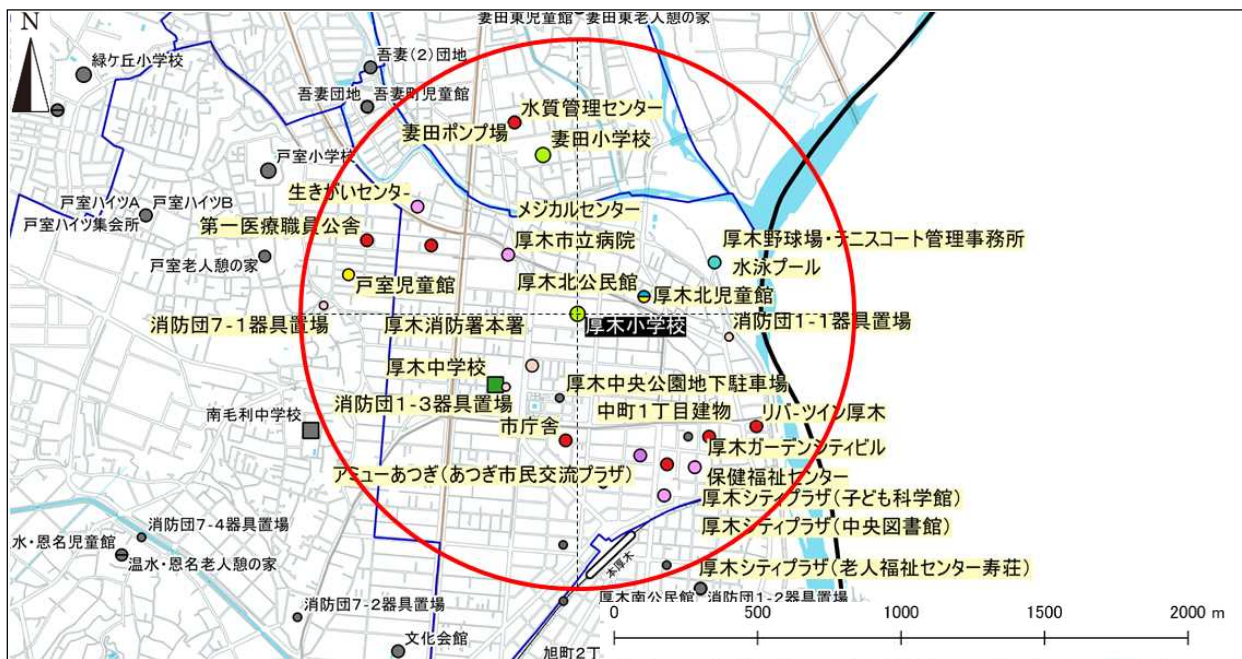 妻田東児童館
妻田東老人憩の家
N
緑ケ丘小学校
吾妻(2)団地
吾妻団地
吾妻町児童館
水質管理センター
妻田ポンプ場
妻田小学校
戸室小学校
生きがいセンター
戸室ハイツA
戸室ハイツB
戸室ハイツ集会所
メジカルセンター
第一医療職員公舎
厚木市立病院
厚木野球場・テニスコート管理事務所
戸室老人憩の家
水泳プール
戸室児童館
厚木北公民館
厚木北児童館
消防団7-1器具置場
厚木消防署本署
厚木小学校
消防団1-1器具置場
厚木中学校
厚木中央公園地下駐車場
消防団1-3器具置場
中町1丁目建物
リバーツイン厚木
南毛利中学校
市庁舎
厚木ガーデンシティビル
アミューあつぎ(あつぎ市民交流プラザ)
保健福祉センター
厚木シティプラザ(子ども科学館)
消防団7-4器具置場
厚木シティプラザ(中央図書館)
水・恩名児童館
温水・恩名老人憩の家
本厚木
厚木シティプラザ(老人福祉センター寿荘)
厚木南公民館
消防団1-2器具置場
消防団7-2器具置場
0 500 1000 1500 2000 m
文化会館
旭町2丁